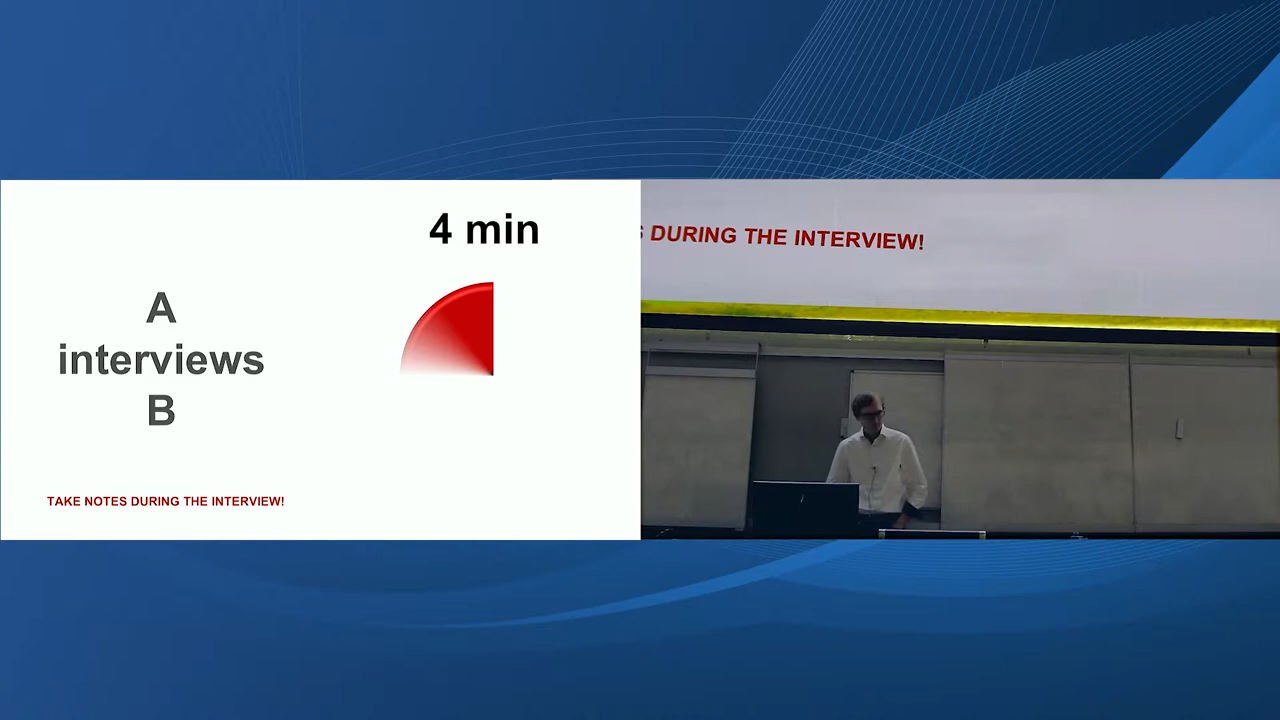 4 min
A
interviews
B
TAKE NOTES DURING THE INTERVIEW!
DURING THE INTERVIEW!